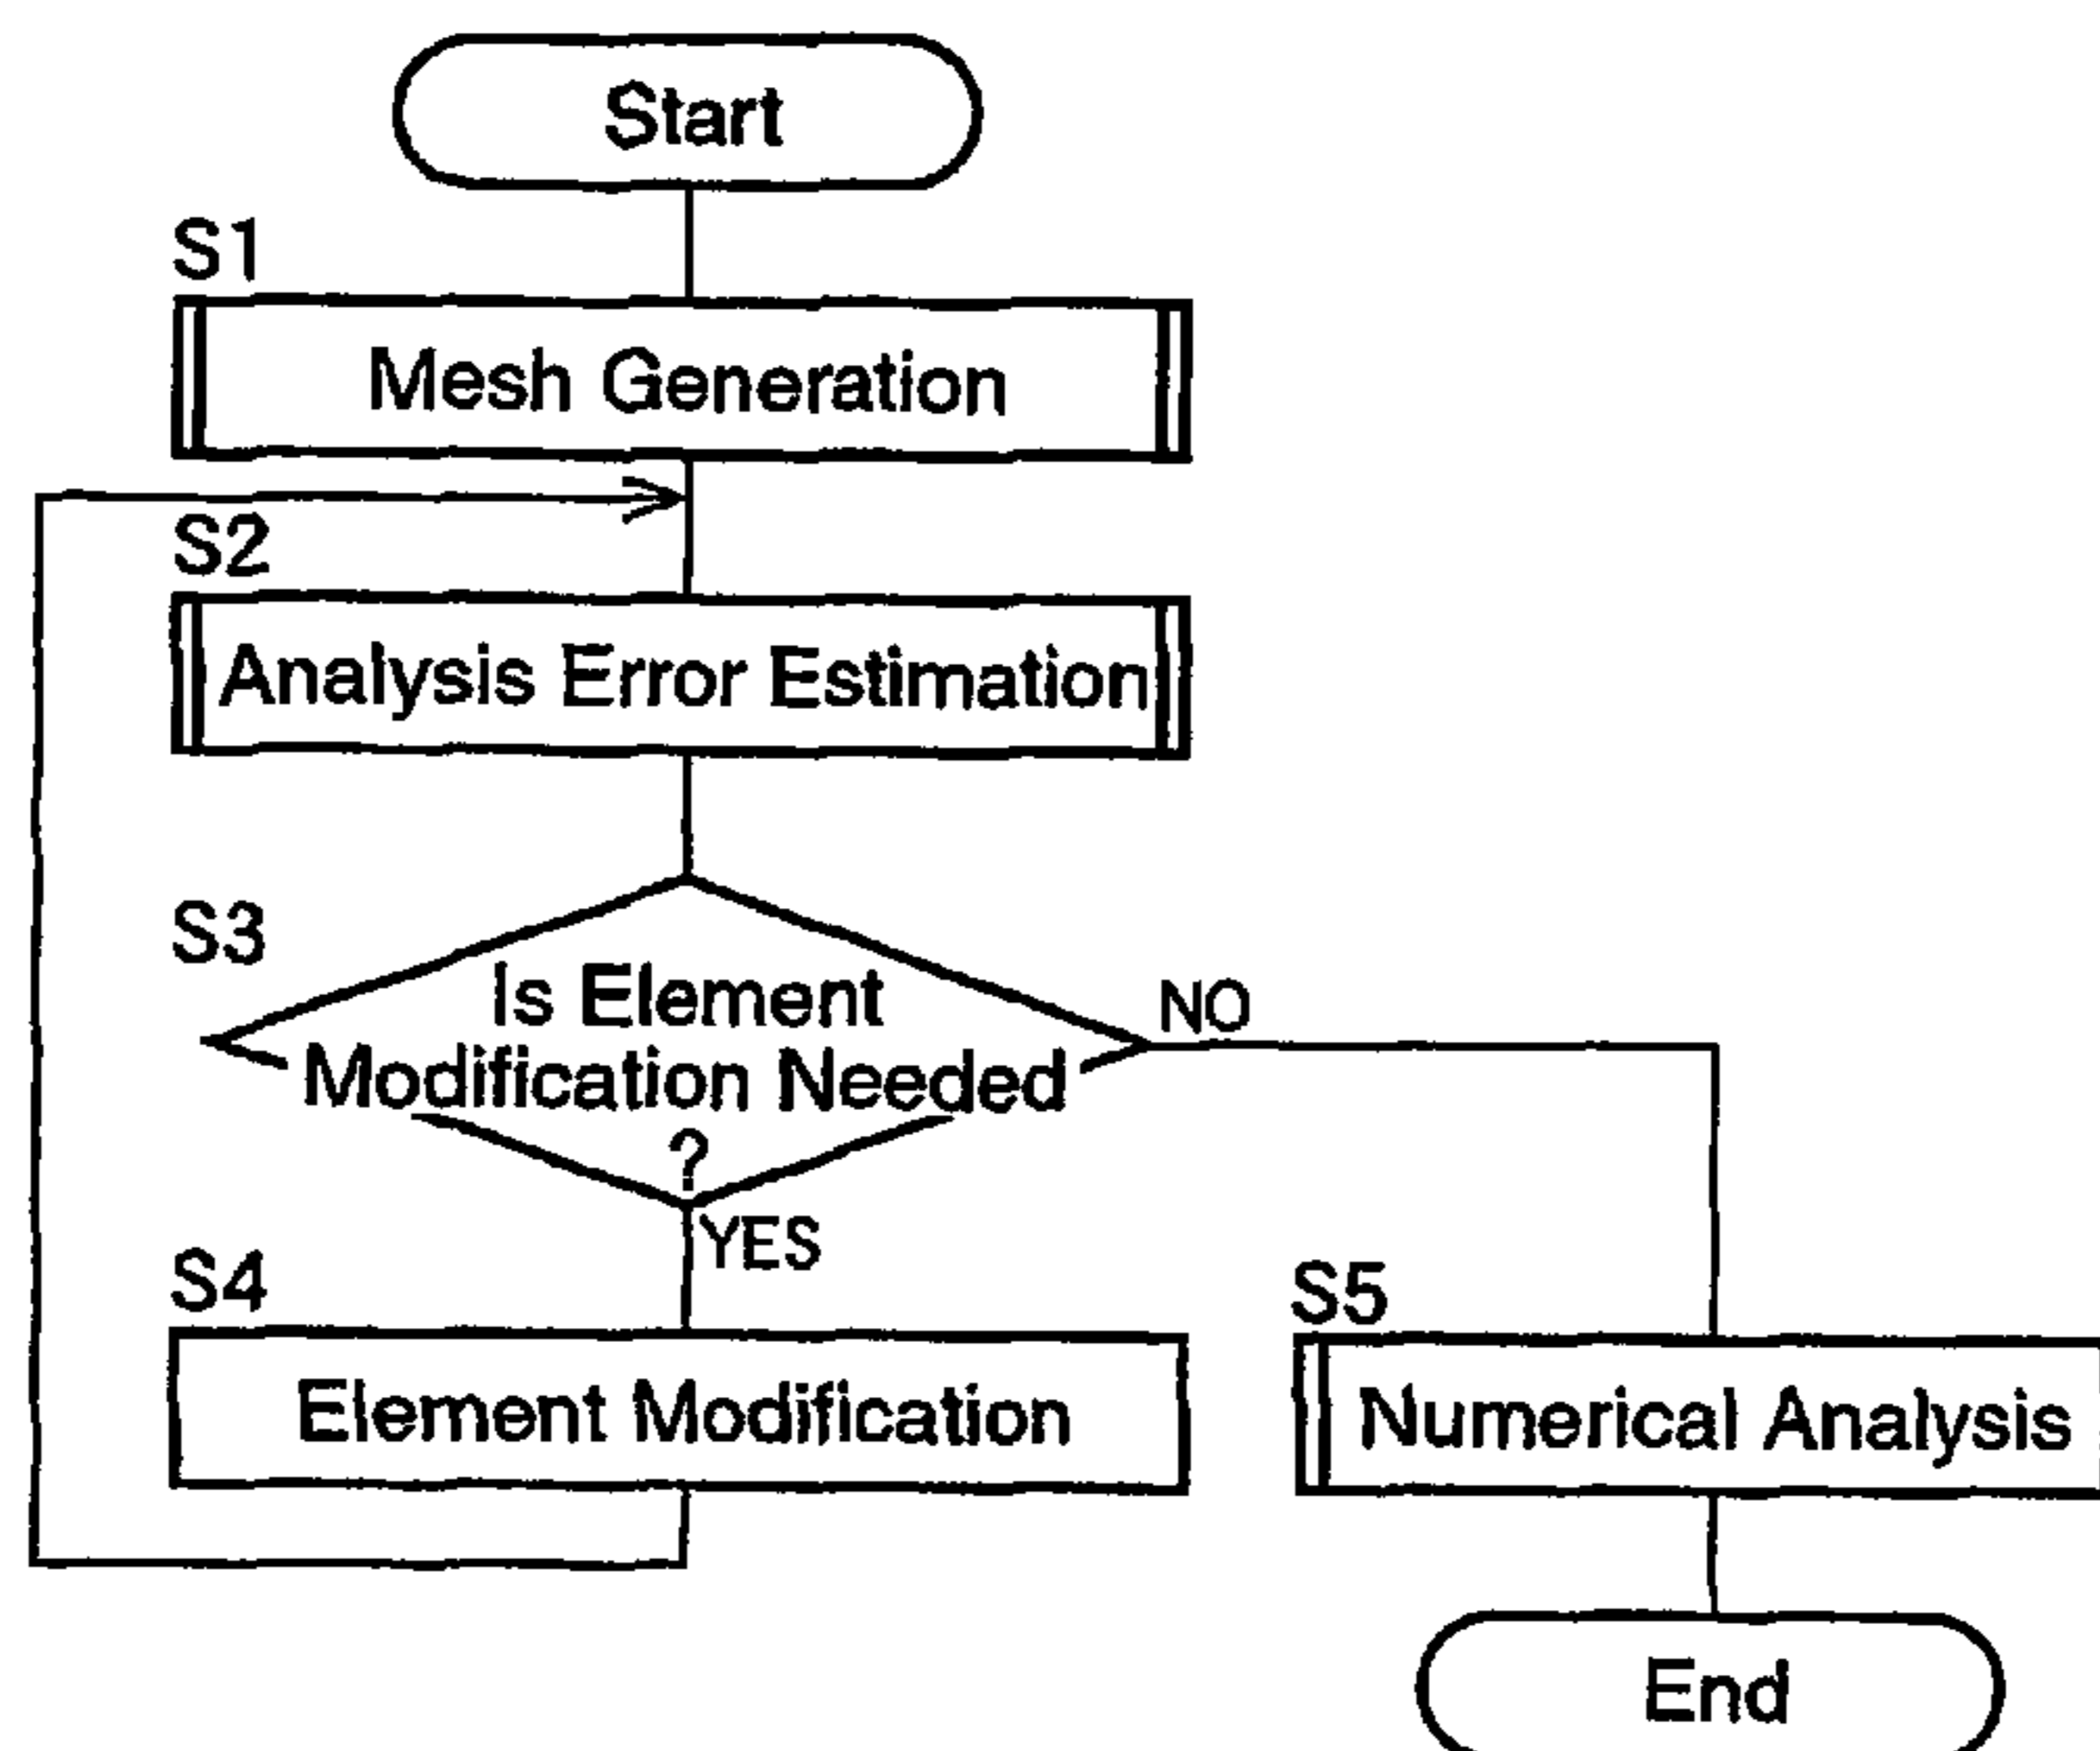 Start
S1
Mesh Generation
S2
Analysis Error Estimation
S3
Is Element
Modification Needed
?
NO
YES
S4
Element Modification
S5
Numerical Analysis
End